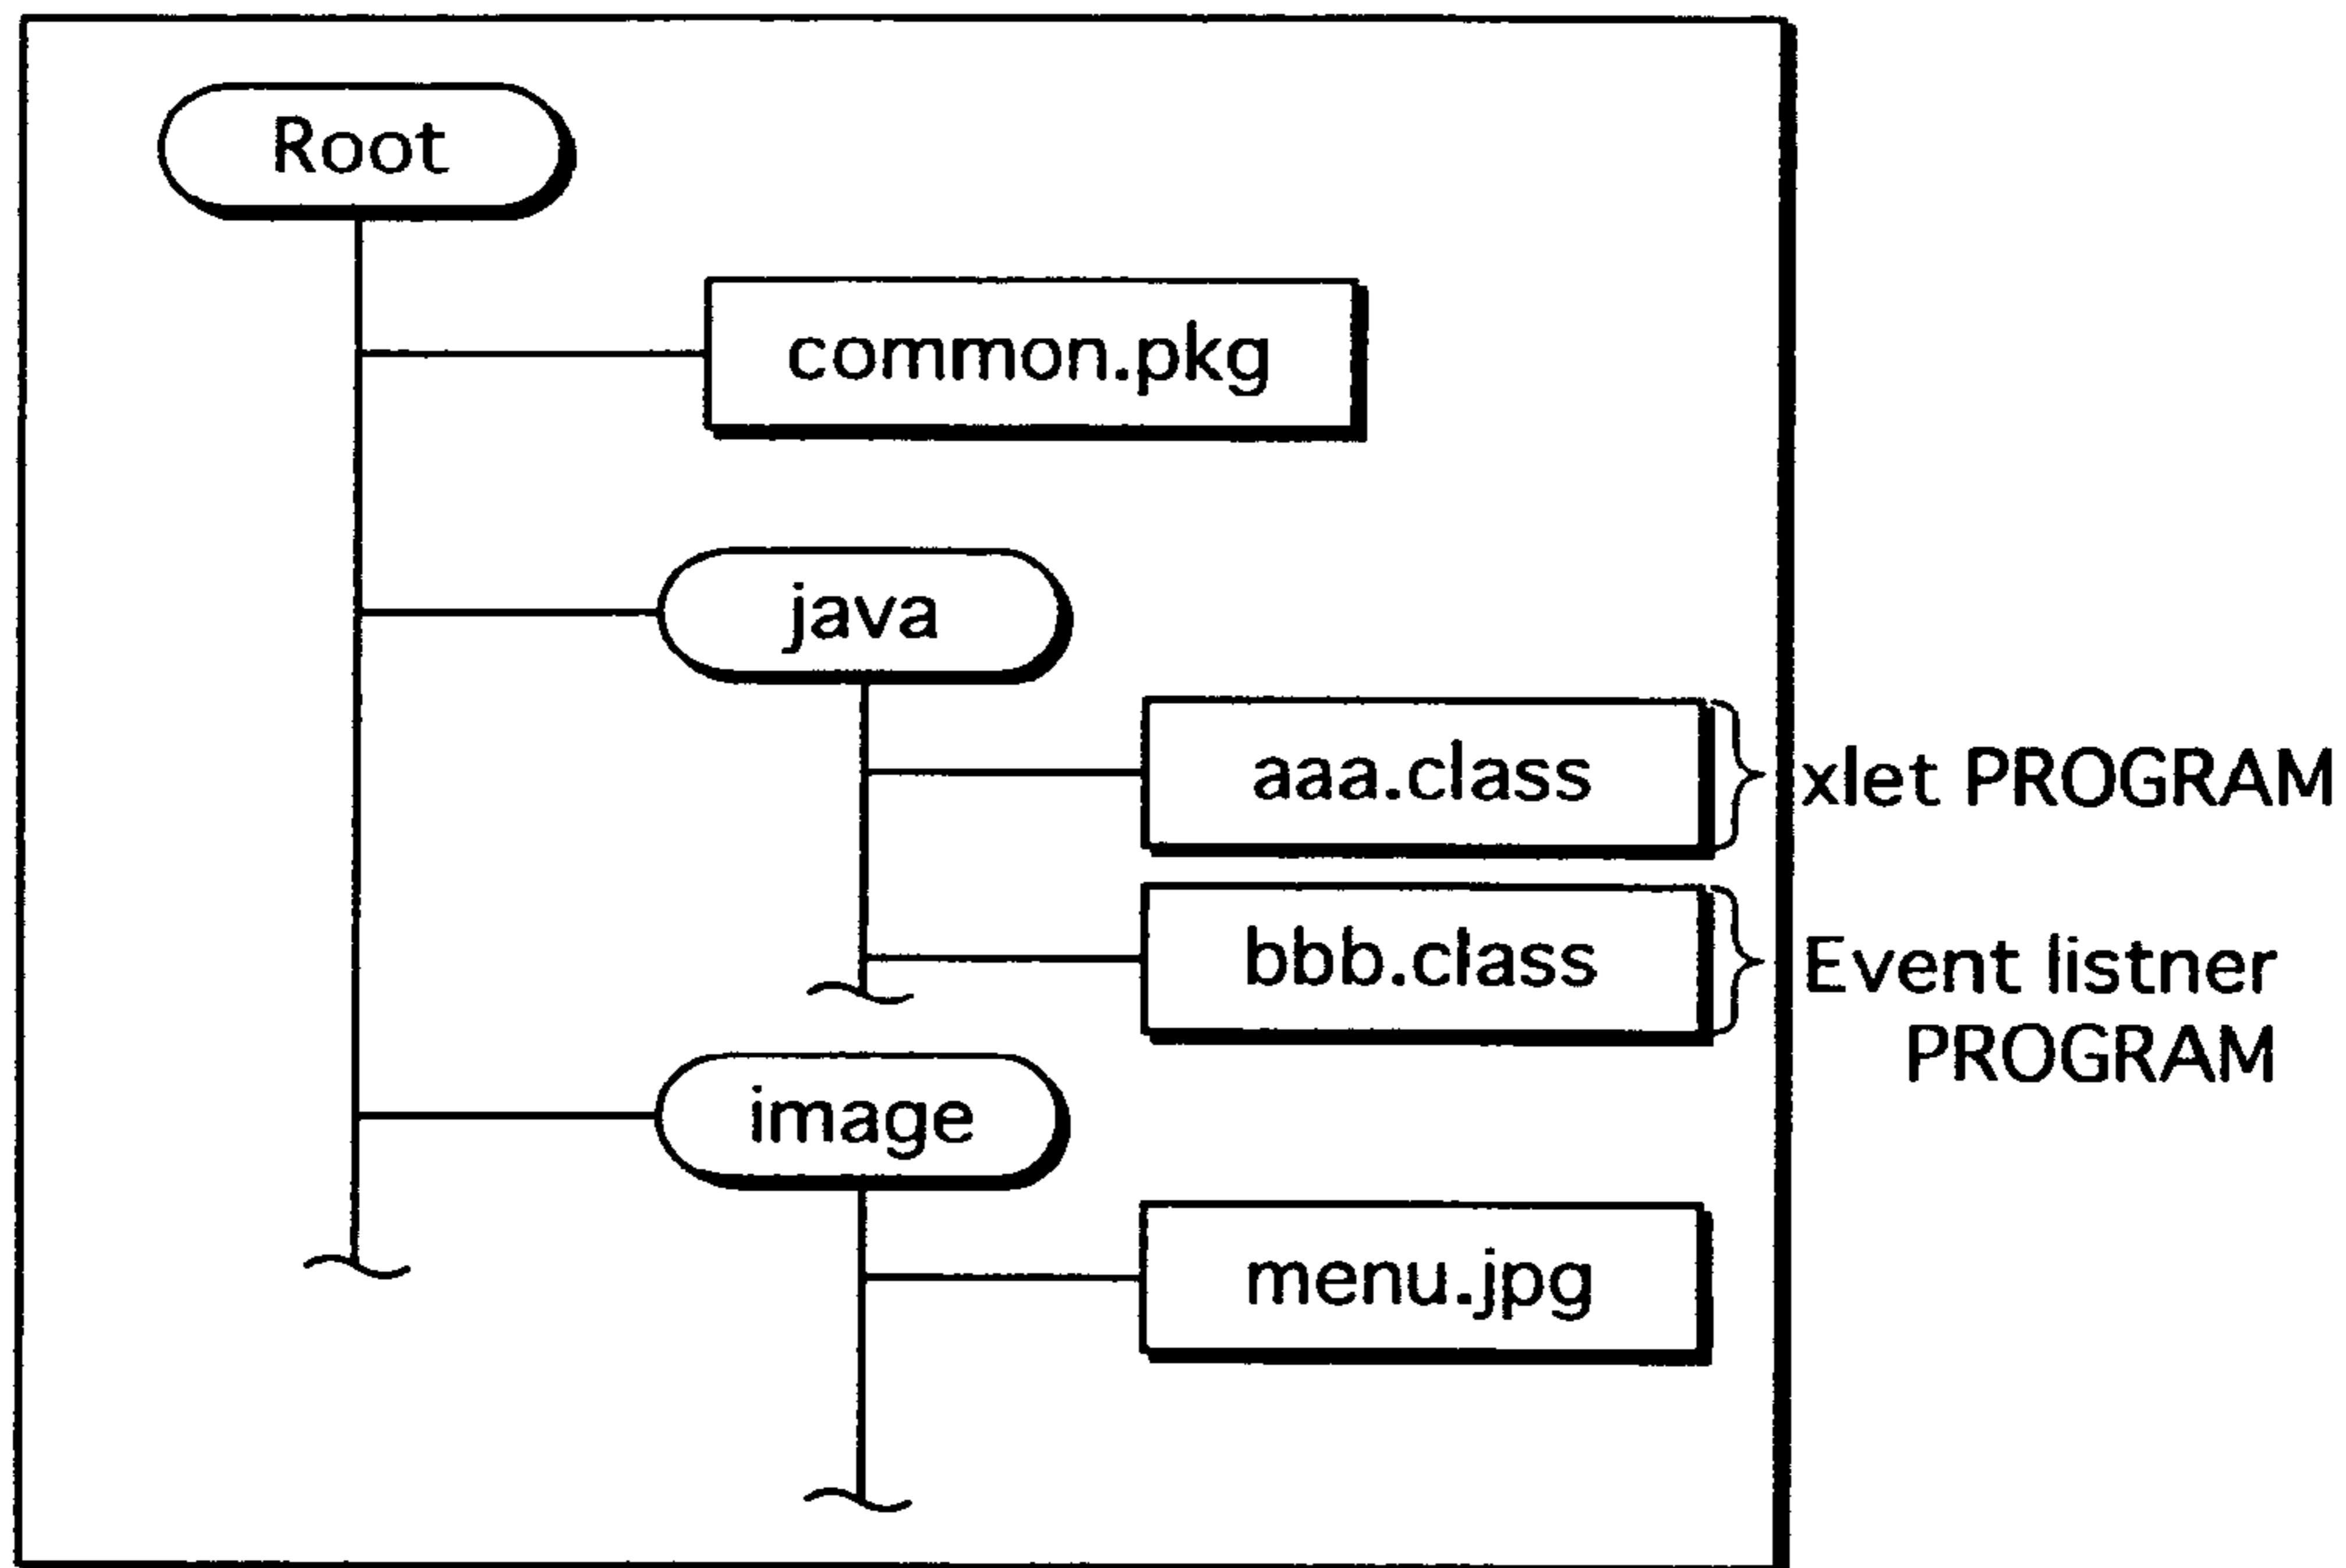 Root
common.pkg
java
aaa.class
xlet PROGRAM
bbb.class
Event listner
PROGRAM
image
menu.jpg